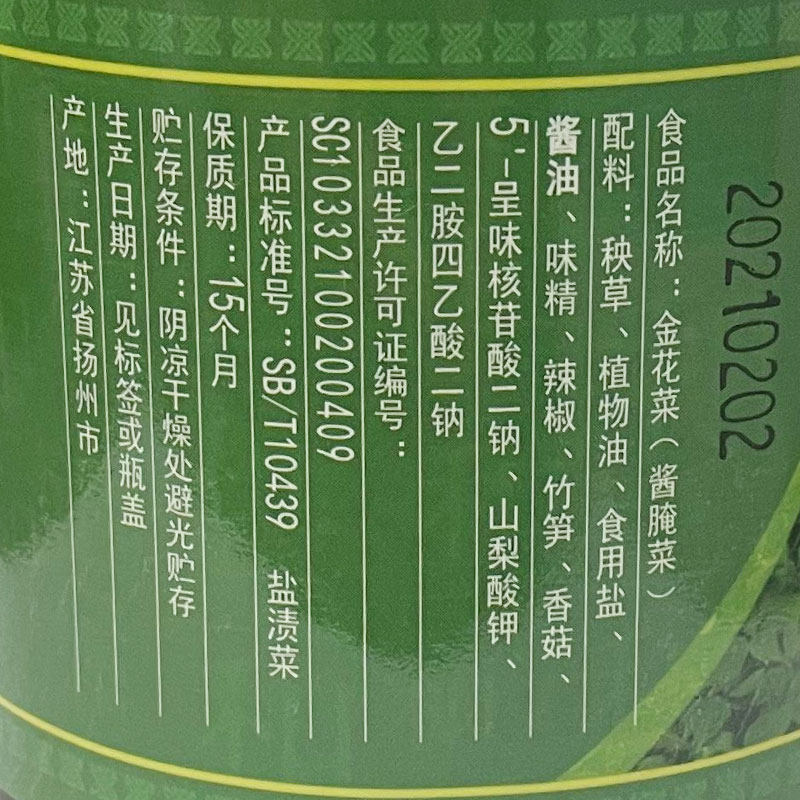 20210202
食品名称：金花菜（酱腌菜）
配料：秧草、植物油、食用盐、
酱油、味精、辣椒、竹笋、香菇、
5'-呈味核苷酸二钠、山梨酸钾、
乙二胺四乙酸二钠
食品生产许可证编号：
SC10332100200409
产品标准号：SB/T10439 盐渍菜
保质期：15个月
贮存条件：阴凉干燥处避光贮存
生产日期：见标签或瓶盖
产地：江苏省扬州市